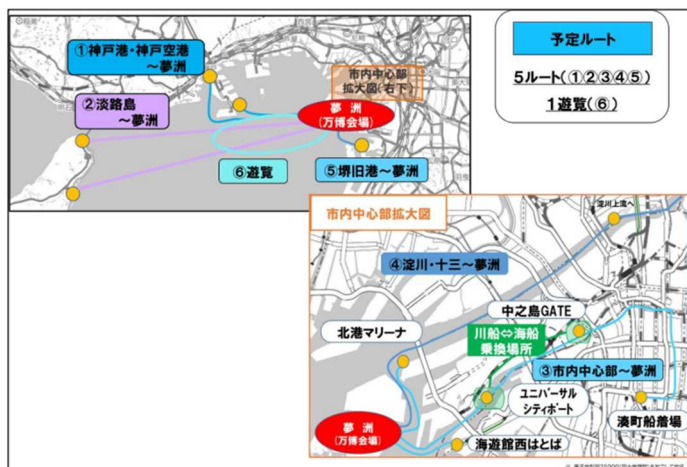 ①神戸港・神戸空港
～夢洲
②淡路島
～夢洲
市内中心部
拡大図(右下)
夢洲
(万博会場)
⑥遊覧
⑤堺旧港～夢洲
予定ルート
5ルート(①②③④⑤)
1遊覧(⑥)
市内中心部拡大図
淀川上流へ
④淀川・十三～夢洲
中之島GATE
北港マリーナ
川船⇔海船
乗換場所
③市内中心部～夢洲
ユニバーサル
シティポート
夢洲
(万博会場)
海遊館西はとば
湊町船着場